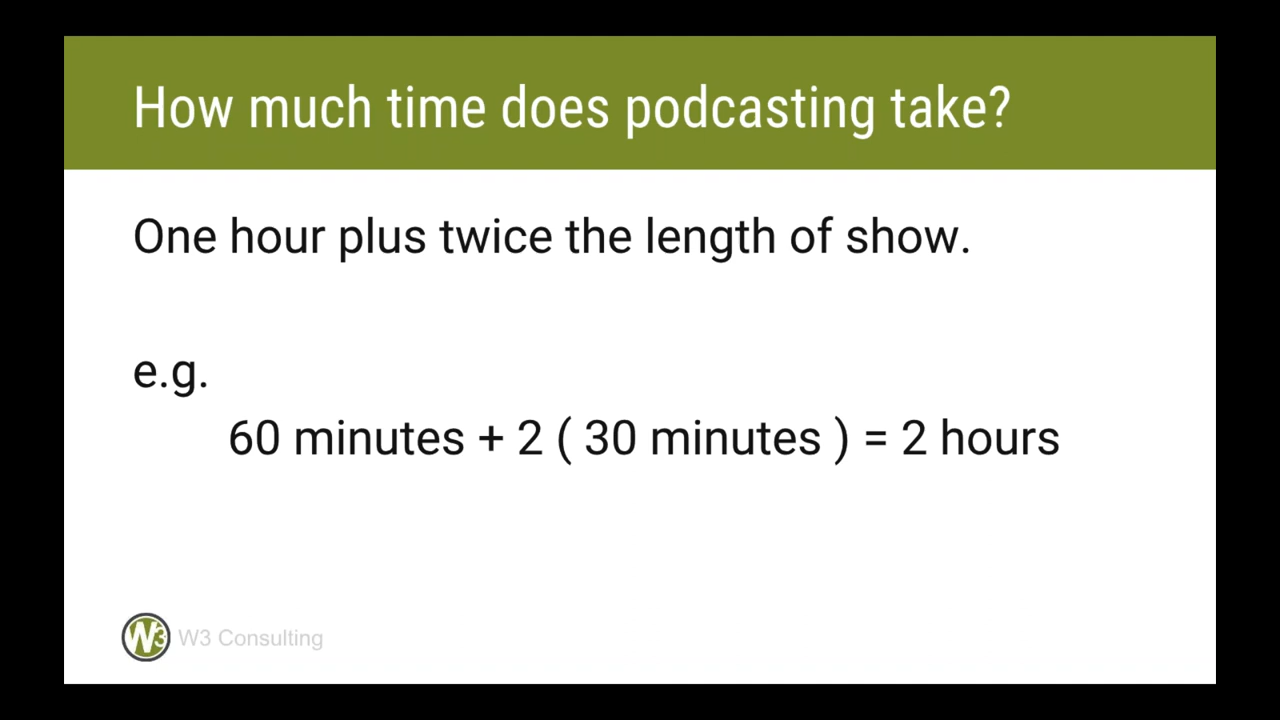 How much time does podcasting take?
One hour plus twice the length of show.
e.g.
60 minutes + 2 ( 30 minutes ) = 2 hours
W3 W3 Consulting